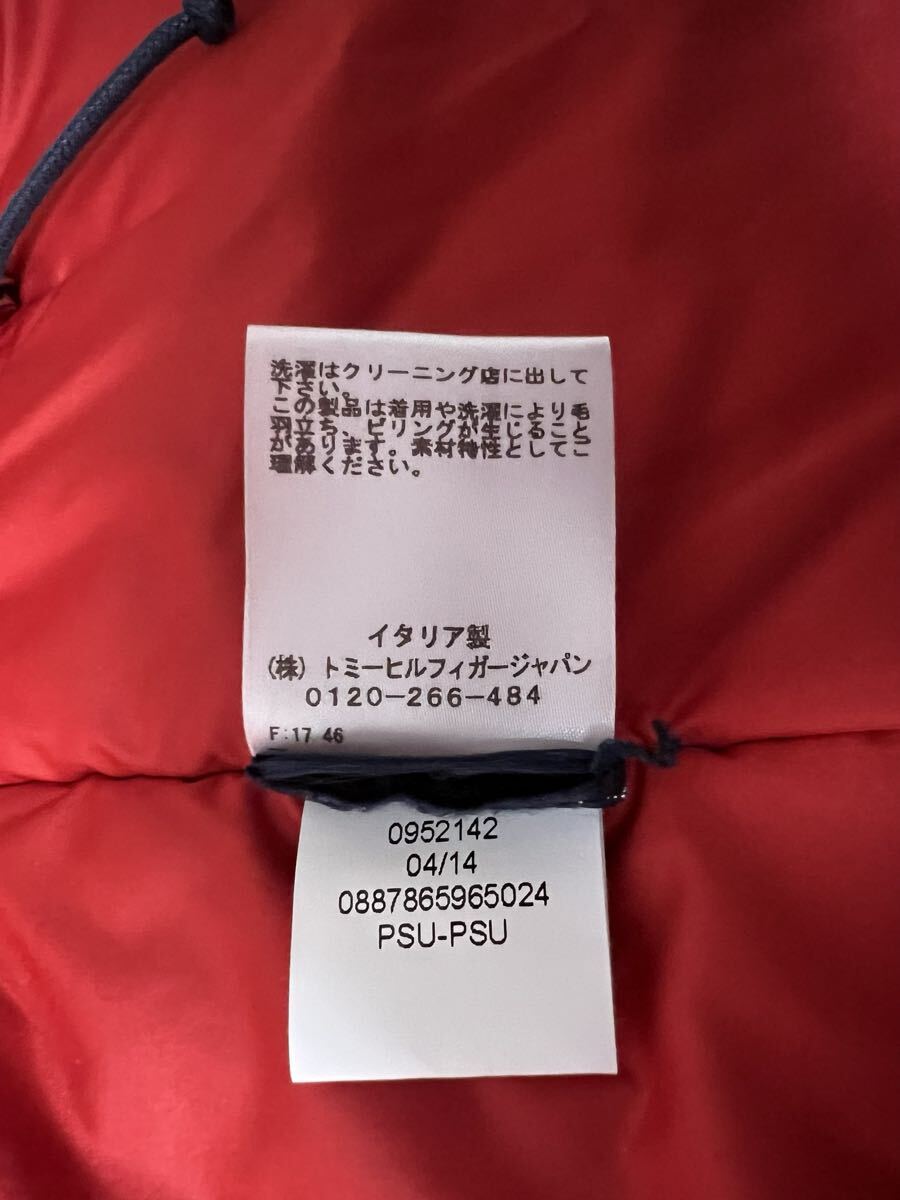 洗濯はクリーニング店に出して
下さい。
この製品は着用や洗濯により毛
羽立ち、ピリングが生じること
があります。素材特性としてご
理解ください。
イタリア製
(株) トミーヒルフィガージャパン
0120-266-484
F:17 46
0952142
04/14
0887865965024
PSU-PSU